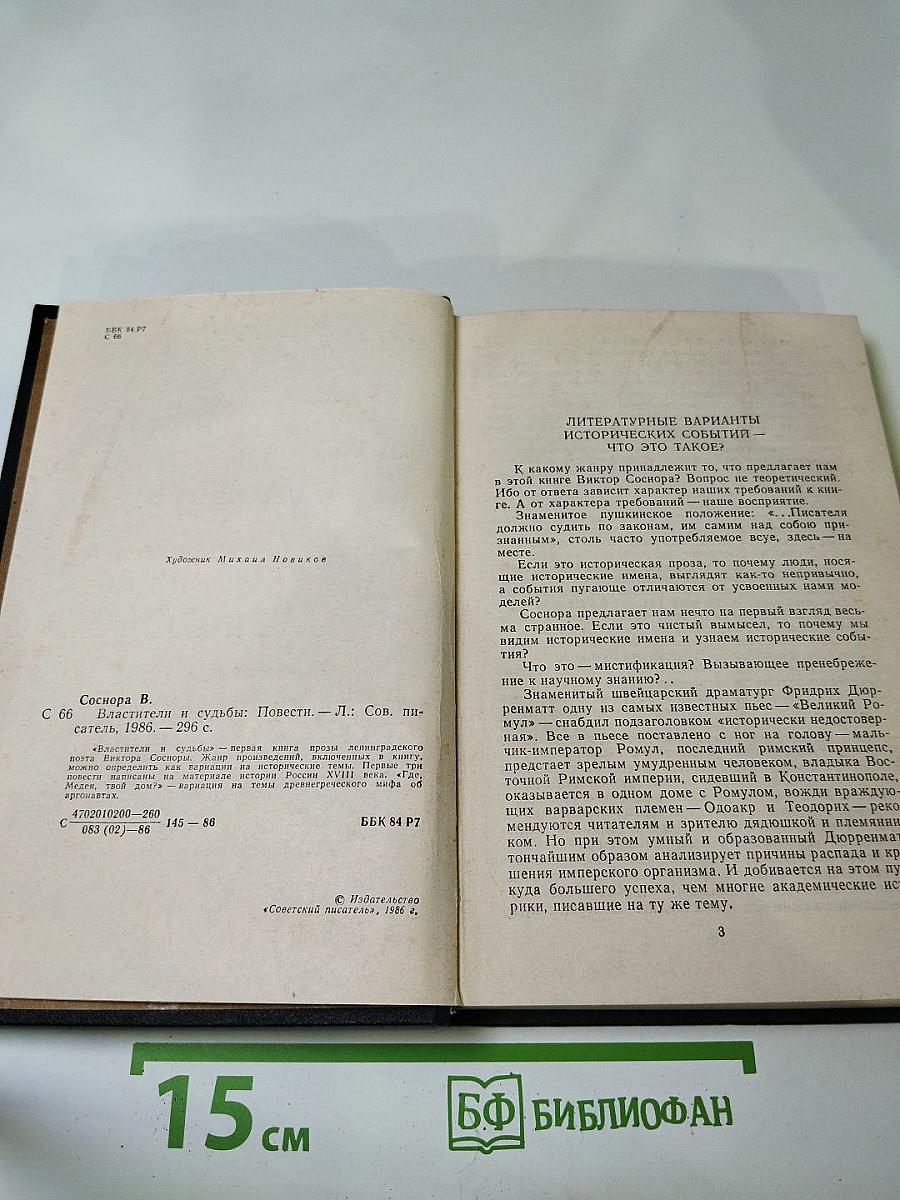 ББК 84 Р7
С 66
Художник Михаил Новиков
Соснора В.
С 66 Властители и судьбы: Повести. — Л.: Сов. пи-
сатель, 1986. — 296 с.
«Властители и судьбы» — первая книга прозы ленинградского
поэта Виктора Сосноры. Жанр произведений, включенных в книгу,
можно определить как вариации на исторические темы. Первые три
повести написаны на материале истории России XVIII века. «Где,
Медея, твой дом?» — вариация на темы древнегреческого мифа об
аргонавтах.
С 4702010200—260
083 (02)—86 145 — 86 ББК 84 Р7
© Издательство
«Советский писатель», 1986 г.
ЛИТЕРАТУРНЫЕ ВАРИАНТЫ
ИСТОРИЧЕСКИХ СОБЫТИЙ —
ЧТО ЭТО ТАКОЕ?
К какому жанру принадлежит то, что предлагает нам
в этой книге Виктор Соснора? Вопрос не теоретический.
Ибо от ответа зависит характер наших требований к кни-
ге. А от характера требований — наше восприятие.
Знаменитое пушкинское положение: «...Писателя
должно судить по законам, им самим над собою при-
знанным», столь часто употребляемое всуе, здесь — на
месте.
Если это историческая проза, то почему люди, нося-
щие исторические имена, выглядят как-то непривычно,
а события пугающе отличаются от усвоенных нами мо-
делей?
Соснора предлагает нам нечто на первый взгляд весь-
ма странное. Если это чистый вымысел, то почему мы
видим исторические имена и узнаем исторические собы-
тия?
Что это — мистификация? Вызывающее пренебреже-
ние к научному знанию?..
Знаменитый швейцарский драматург Фридрих Дюр-
ренматт одну из самых известных пьес — «Великий Ро-
мул» — снабдил подзаголовком «исторически недостовер-
ная». Все в пьесе поставлено с ног на голову — маль-
чик-император Ромул, последний римский принцепс,
предстает зрелым умудренным человеком, владыка Вос-
точной Римской империи, сидевший в Константинополе,
оказывается в одном доме с Ромулом, вожди враждую-
щих варварских племен — Одоакр и Теодорих — реко
мендуются читателям и зрителю дядюшкой и племянни
ком. Но при этом умный и образованный Дюрренмат
тончайшим образом анализирует причины распада и кр
шения имперского организма. И добивается на этом пу
куда большего успеха, чем многие академические ис
рики, писавшие на ту же тему.
3
15 см
БФ БИБЛИОФАН